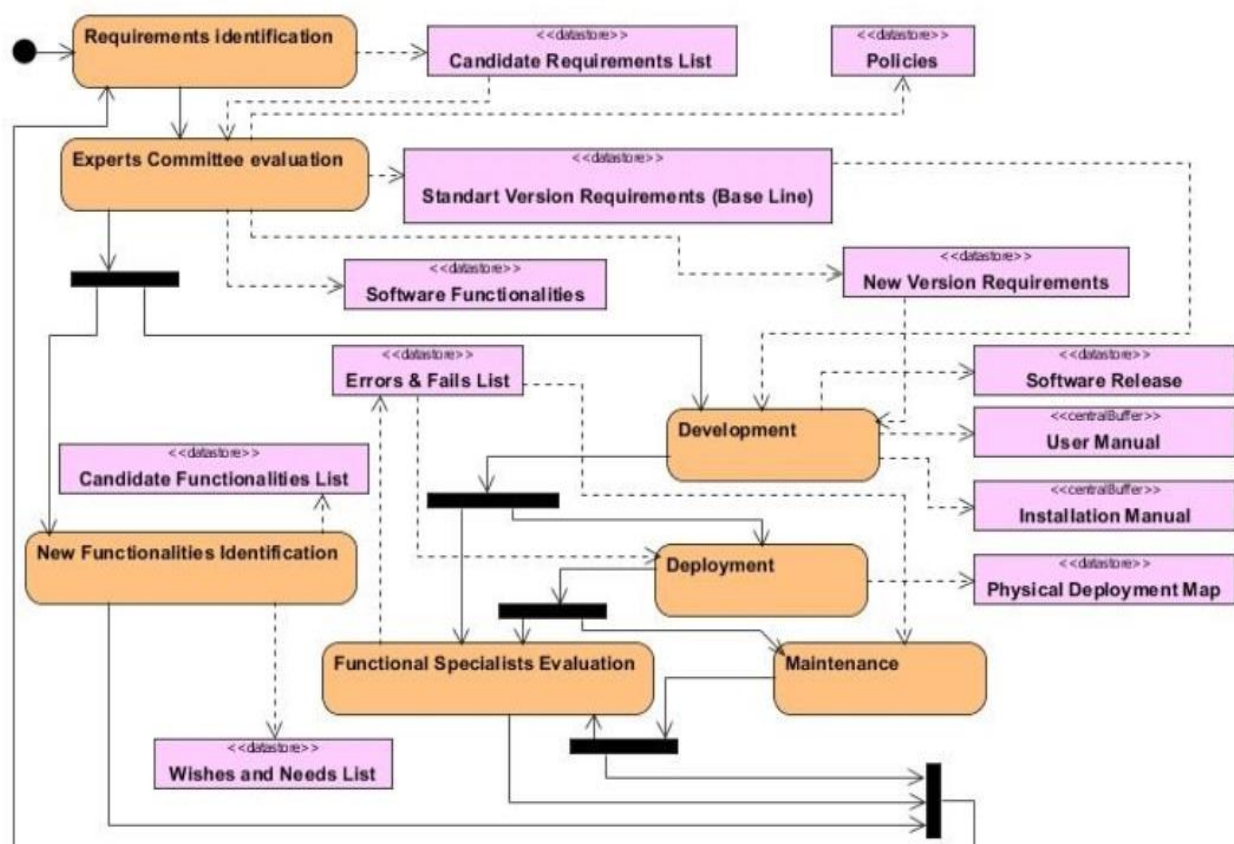 Requirements identification
<<datastore>>
Candidate Requirements List
<<datastore>>
Policies
Experts Committee evaluation
<<datastore>>
Standart Version Requirements (Base Line)
<<datastore>>
Software Functionalities
<<datastore>>
New Version Requirements
<<datastore>>
Errors & Fails List
<<datastore>>
Software Release
Development
<<centralBuffer>>
User Manual
<<datastore>>
Candidate Functionalities List
<<centralBuffer>>
Installation Manual
New Functionalities Identification
Deployment
<<datastore>>
Physical Deployment Map
Functional Specialists Evaluation
Maintenance
<<datastore>>
Wishes and Needs List